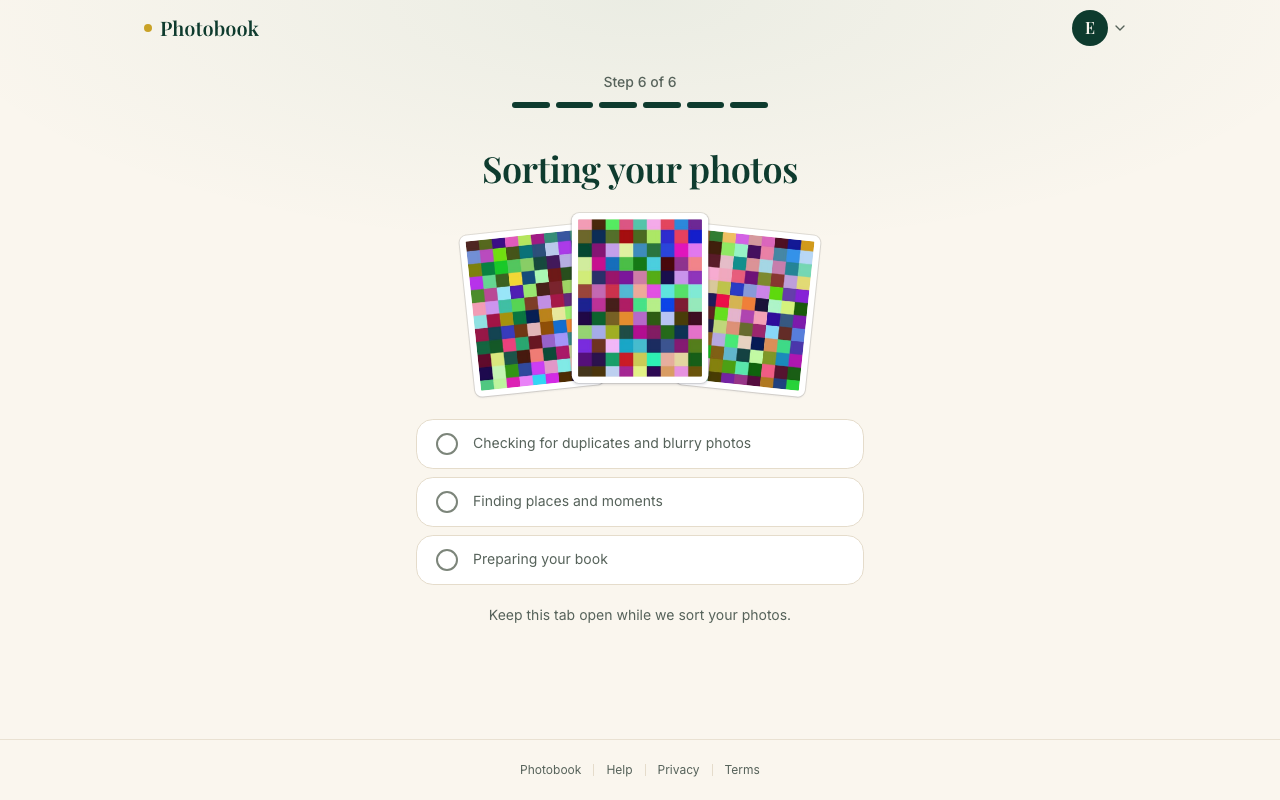 Photobook
E
Step 6 of 6
Sorting your photos
Checking for duplicates and blurry photos
Finding places and moments
Preparing your book
Keep this tab open while we sort your photos.
Photobook
Help
Privacy
Terms